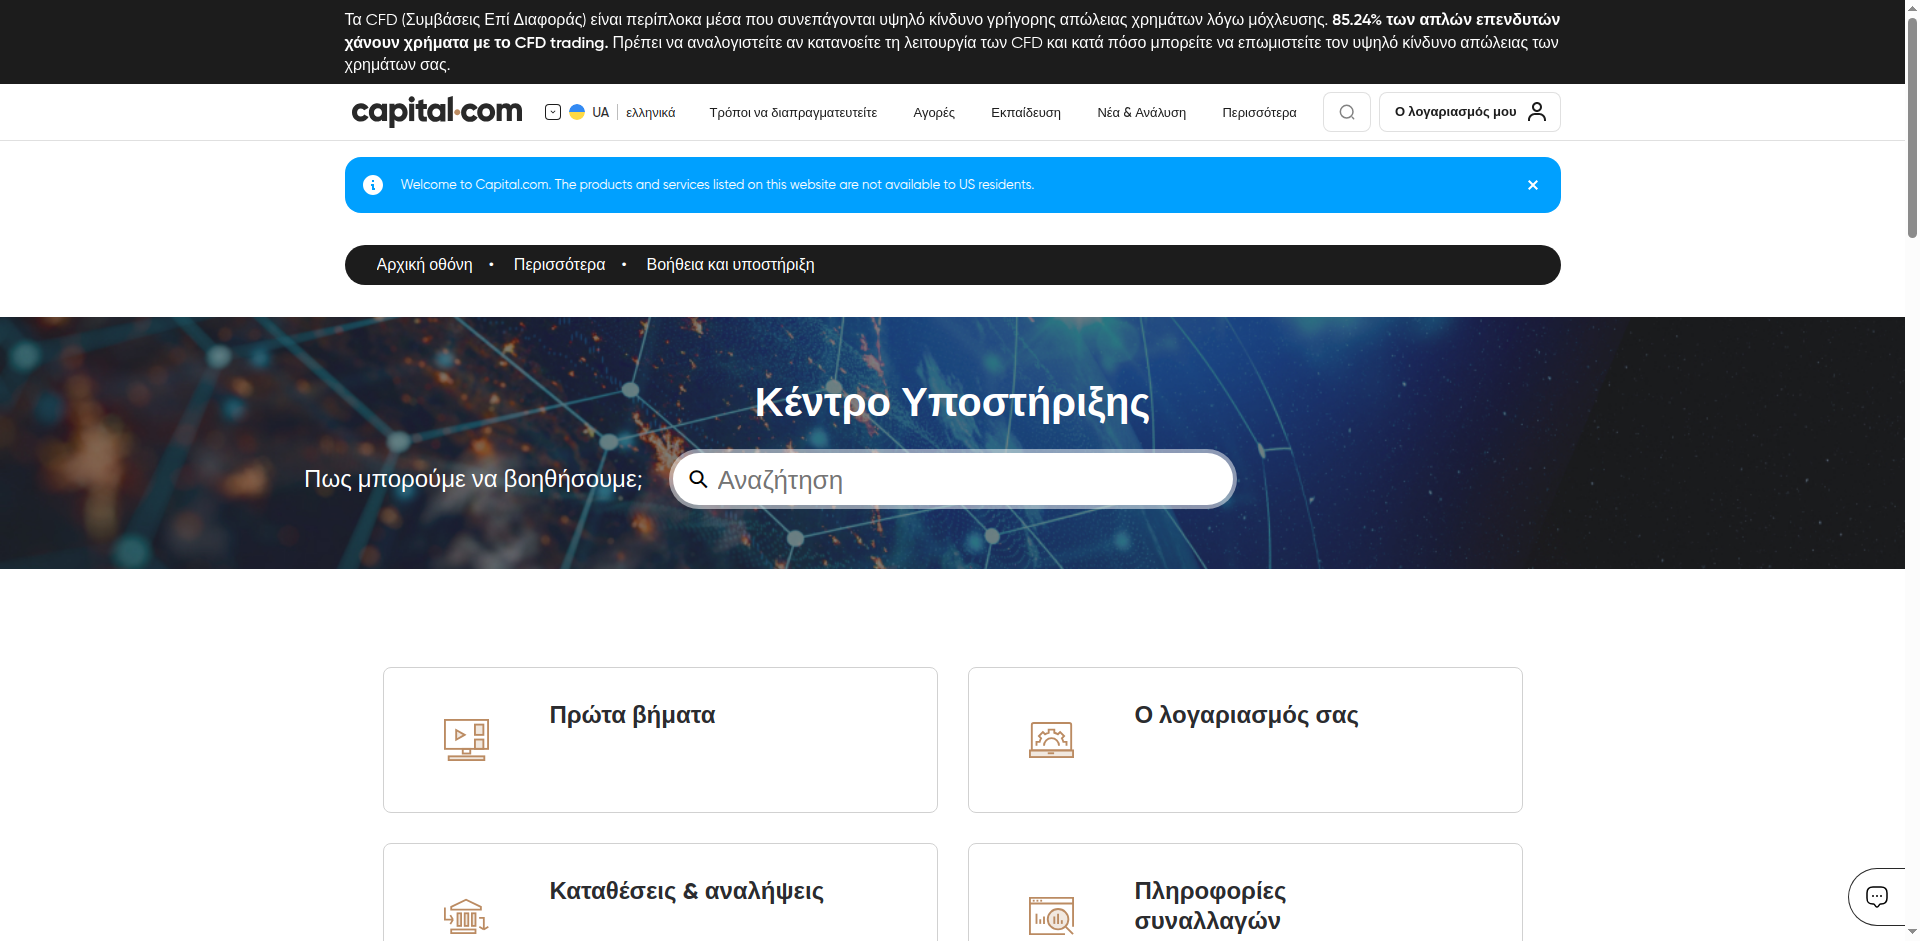 Τα CFD (Συμβάσεις Επί Διαφοράς) είναι περίπλοκα μέσα που συνεπάγονται υψηλό κίνδυνο γρήγορης απώλειας χρημάτων λόγω μόχλευσης. 85.24% των απλών επενδυτών
χάνουν χρήματα με το CFD trading. Πρέπει να αναλογιστείτε αν κατανοείτε τη λειτουργία των CFD και κατά πόσο μπορείτε να επωμιστείτε τον υψηλό κίνδυνο απώλειας των
χρημάτων σας.
capital.com UA ελληνικά Τρόποι να διαπραγματευτείτε Αγορές Εκπαίδευση Νέα & Ανάλυση Περισσότερα Ο λογαριασμός μου
Welcome to Capital.com. The products and services listed on this website are not available to US residents.
Αρχική οθόνη • Περισσότερα • Βοήθεια και υποστήριξη
Κέντρο Υποστήριξης
Πως μπορούμε να βοηθήσουμε; Αναζήτηση
Πρώτα βήματα
Ο λογαριασμός σας
Καταθέσεις & αναλήψεις
Πληροφορίες
συναλλαγών